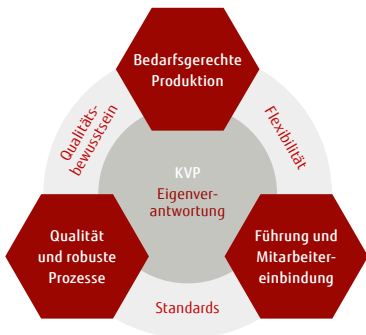 Bedarfsgerechte
Produktion
Qualitäts-
bewusstsein
Flexibilität
KVP
Eigenver-
antwortung
Qualität
und robuste
Prozesse
Führung und
Mitarbeiter-
einbindung
Standards